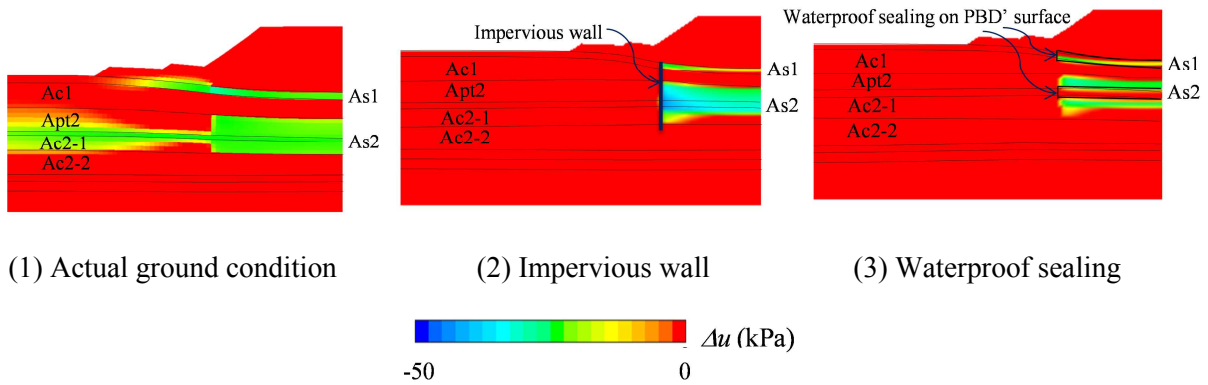 Ac1
Apt2
Ac2-1
Ac2-2
As1
As2
(1) Actual ground condition
Impervious wall
Ac1
Apt2
Ac2-1
Ac2-2
As1
As2
(2) Impervious wall
Waterproof sealing on PBD’ surface
Ac1
Apt2
Ac2-1
Ac2-2
As1
As2
(3) Waterproof sealing
Δu (kPa)
-50
0